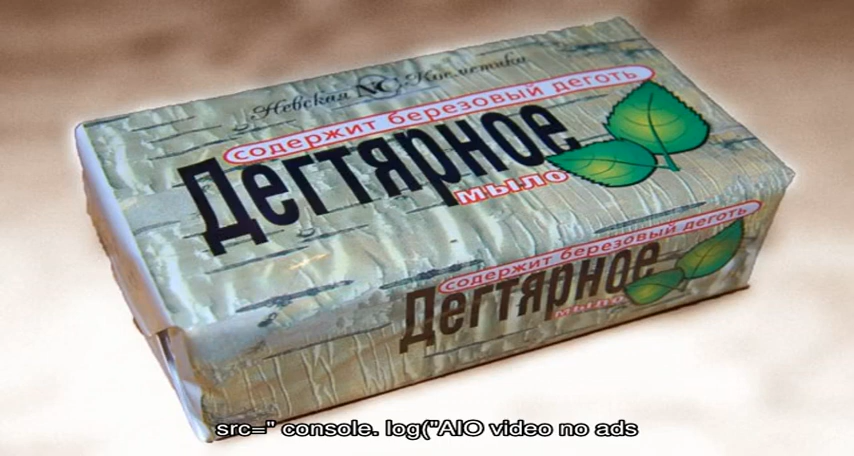 Невская НС Косметика
содержит березовый деготь
Дегтярное
мыло
содержит березовый деготь
Дегтярное
мыло
src=" console. log("AIO video no ads